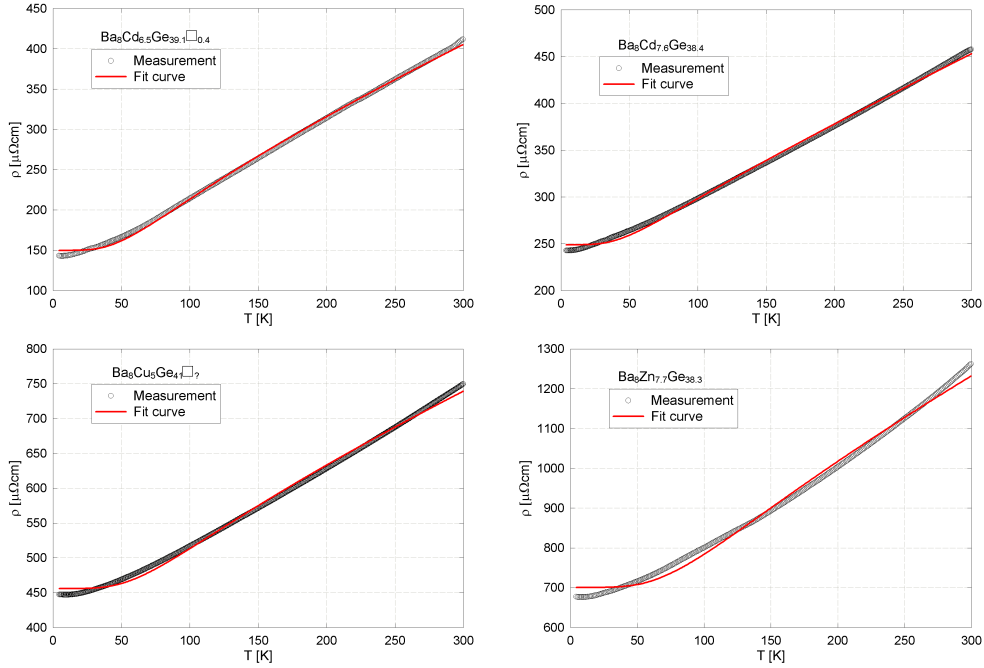 Ba₈Cd₆.₅Ge₃₉.₁□₀.₄
Measurement
Fit curve
ρ [μΩcm]
450
400
350
300
250
200
150
100
0 50 100 150 200 250 300
T [K]
Ba₈Cd₇.₆Ge₃₈.₄
Measurement
Fit curve
ρ [μΩcm]
500
450
400
350
300
250
200
0 50 100 150 200 250 300
T [K]
Ba₈Cu₅Ge₄₁□?
Measurement
Fit curve
ρ [μΩcm]
800
750
700
650
600
550
500
450
400
0 50 100 150 200 250 300
T [K]
Ba₈Zn₇.₇Ge₃₈.₃
Measurement
Fit curve
ρ [μΩcm]
1300
1200
1100
1000
900
800
700
600
0 50 100 150 200 250 300
T [K]